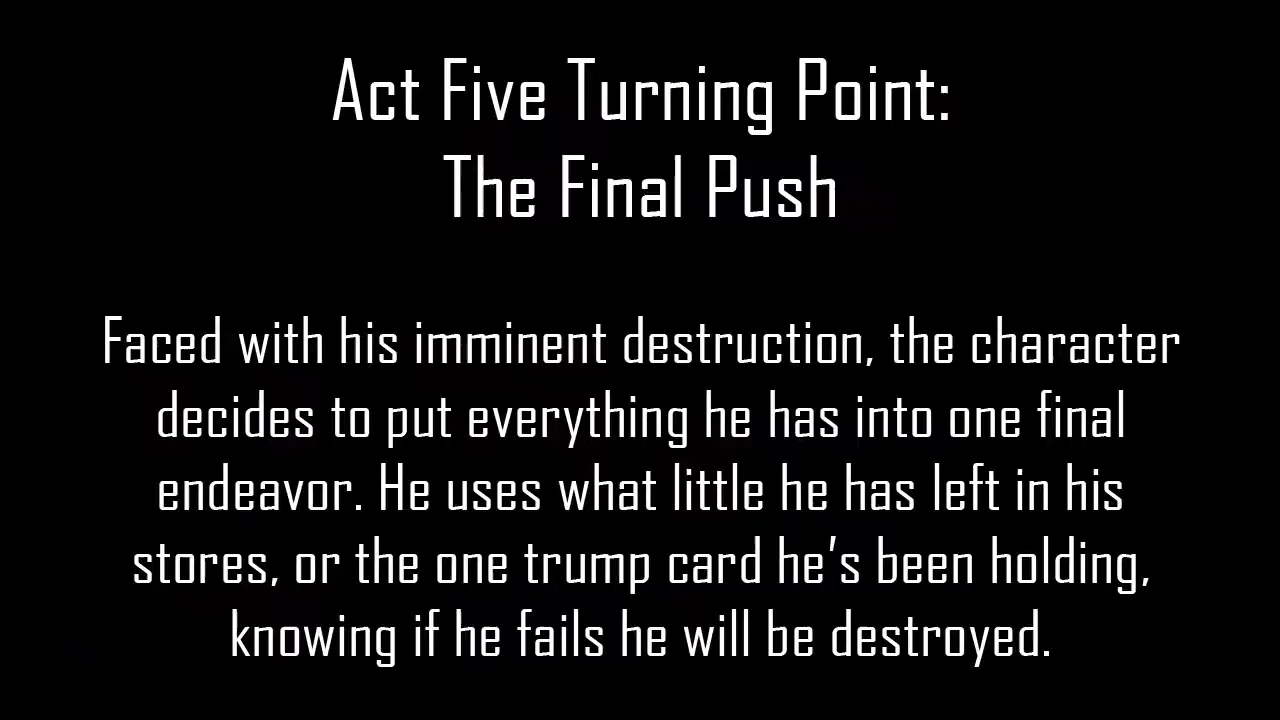 Act Five Turning Point:
The Final Push
Faced with his imminent destruction, the character
decides to put everything he has into one final
endeavor. He uses what little he has left in his
stores, or the one trump card he’s been holding,
knowing if he fails he will be destroyed.